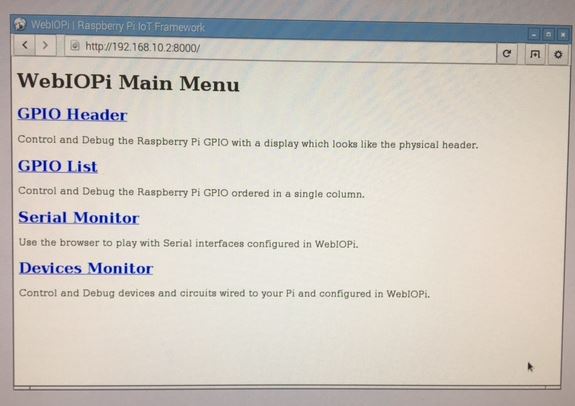 WebIOPi | Raspberry Pi IoT Framework
http://192.168.10.2:8000/
WebIOPi Main Menu
GPIO Header
Control and Debug the Raspberry Pi GPIO with a display which looks like the physical header.
GPIO List
Control and Debug the Raspberry Pi GPIO ordered in a single column.
Serial Monitor
Use the browser to play with Serial interfaces configured in WebIOPi.
Devices Monitor
Control and Debug devices and circuits wired to your Pi and configured in WebIOPi.